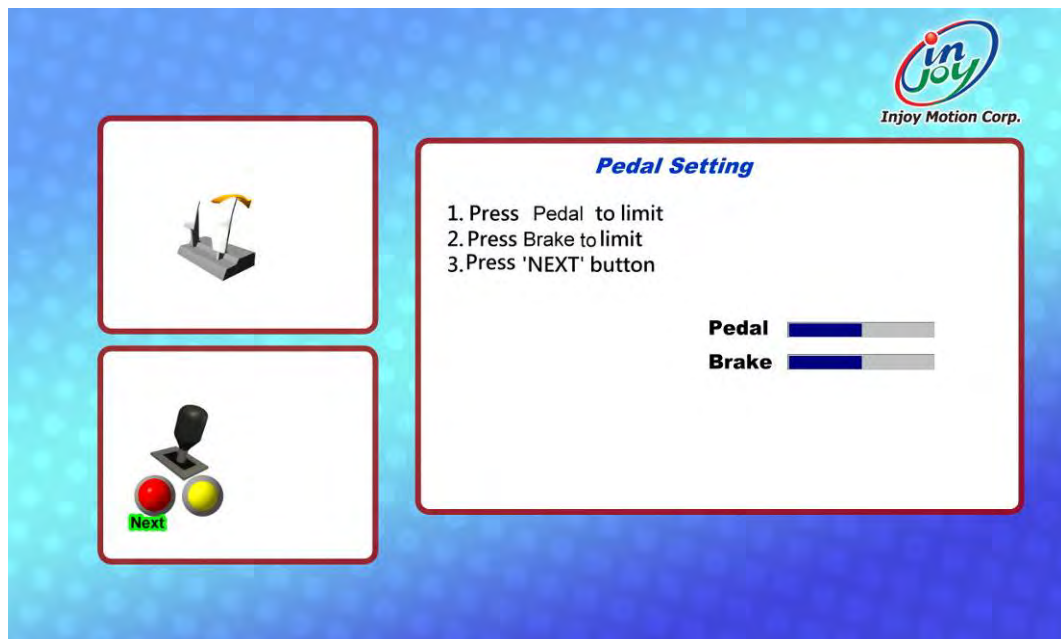 in
joy
Injoy Motion Corp.
Pedal Setting
1. Press Pedal to limit
2. Press Brake to limit
3. Press 'NEXT' button
Pedal
Brake
Next